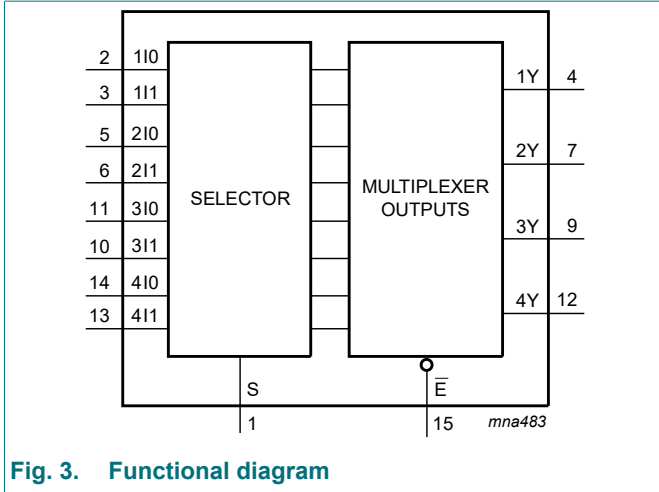 2 1I0
3 1I1
5 2I0
6 2I1
11 3I0
10 3I1
14 4I0
13 4I1
SELECTOR
MULTIPLEXER
OUTPUTS
1Y 4
2Y 7
3Y 9
4Y 12
S
1
E̅
15
mna483
Fig. 3. Functional diagram